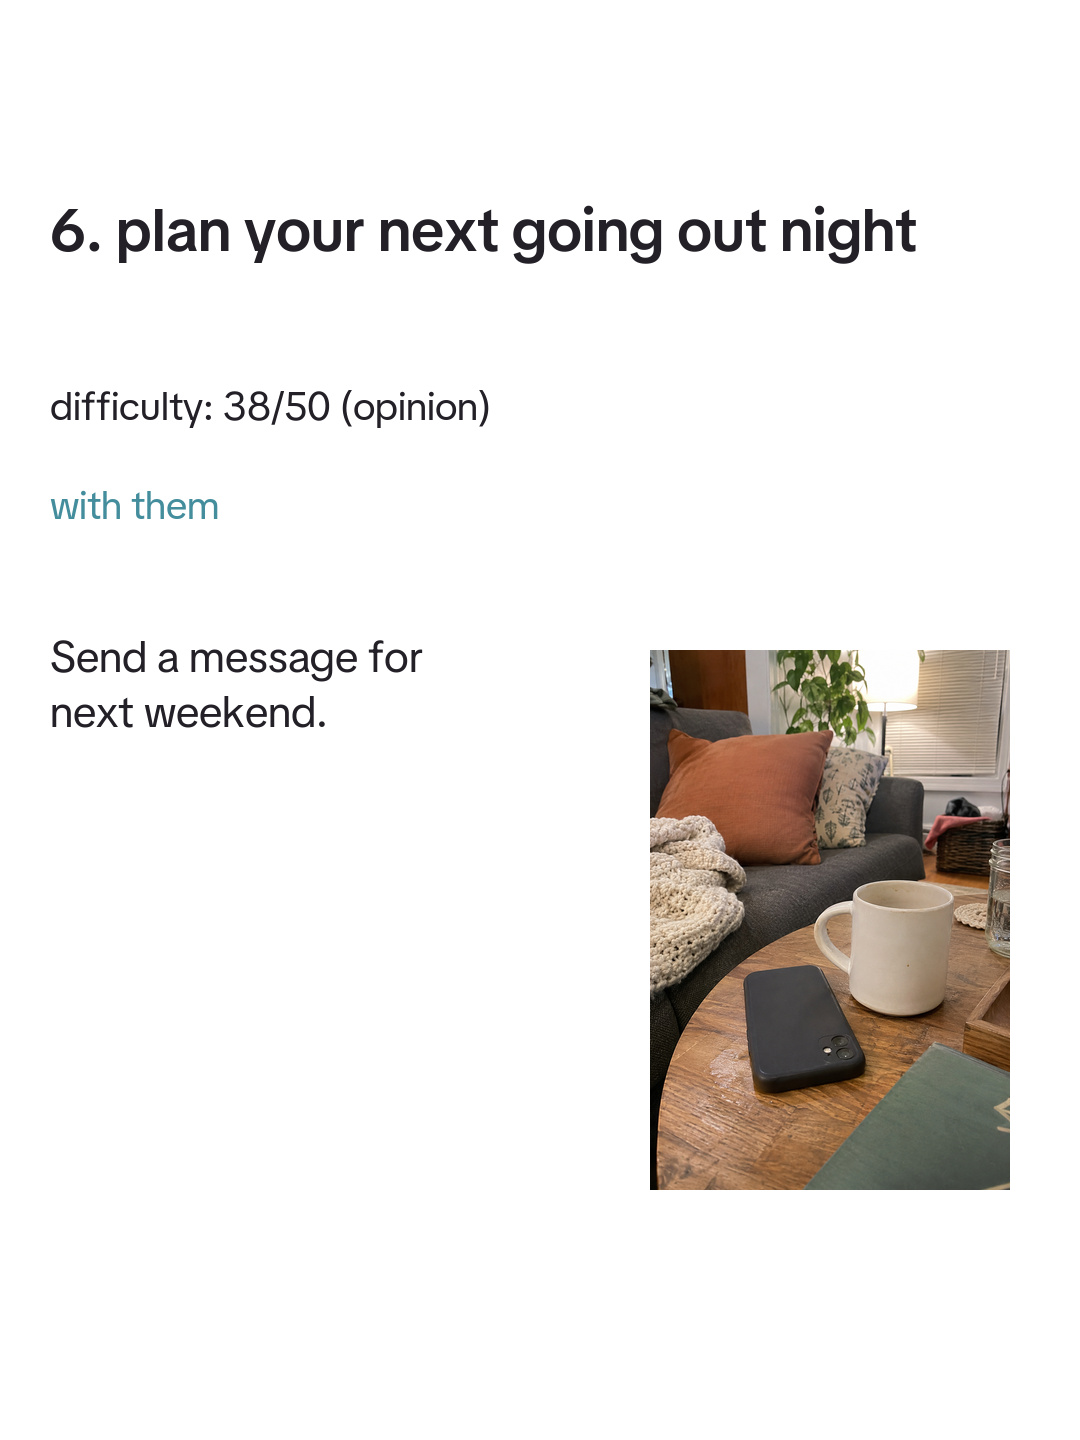 6. plan your next going out night
difficulty: 38/50 (opinion)
with them
Send a message for
next weekend.